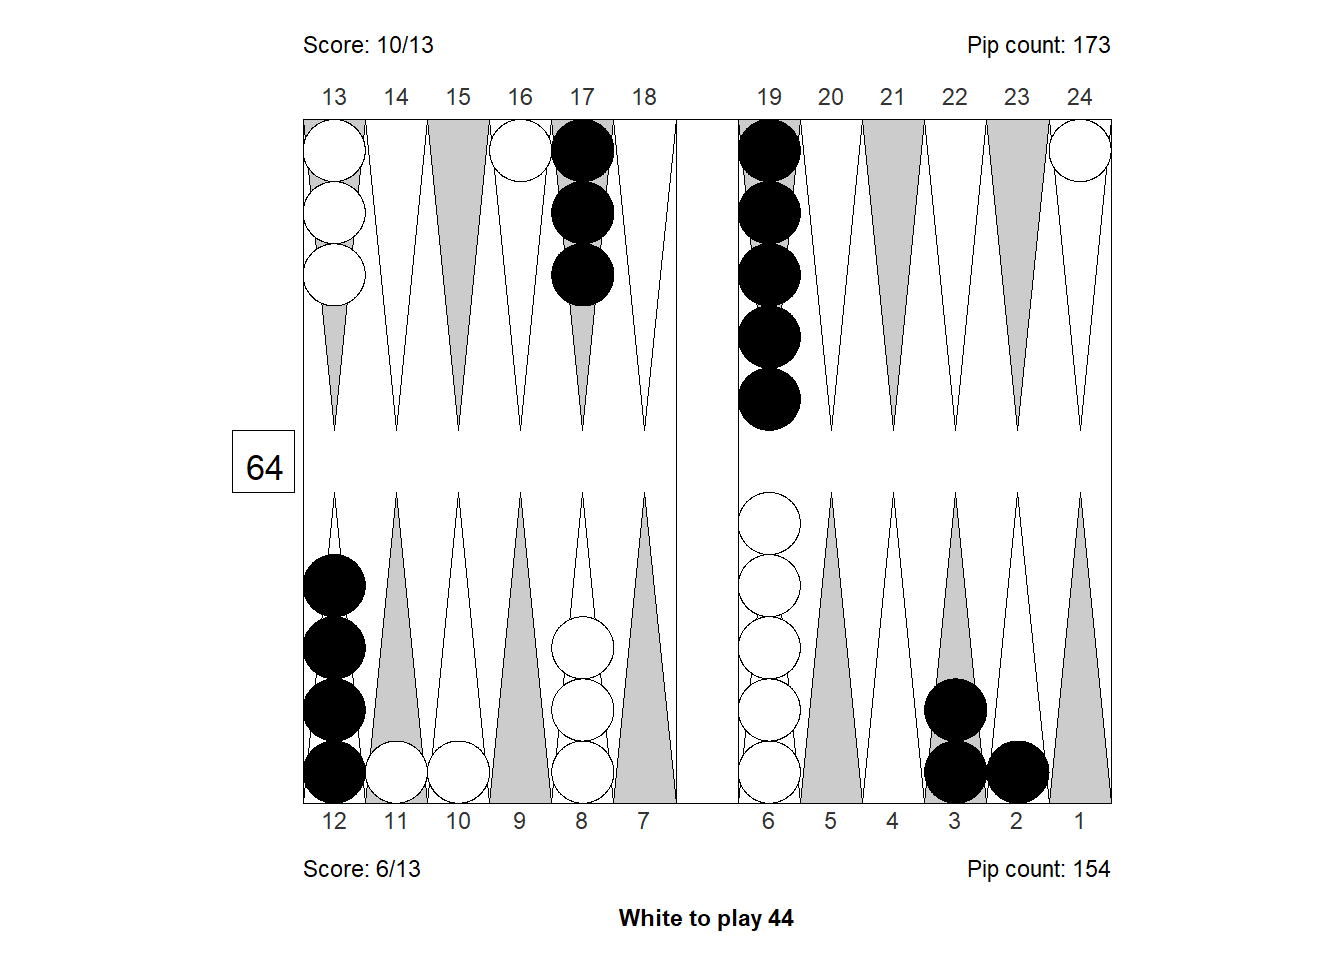 Score: 10/13 Pip count: 173
13 14 15 16 17 18 19 20 21 22 23 24
64
12 11 10 9 8 7 6 5 4 3 2 1
Score: 6/13 Pip count: 154
White to play 44